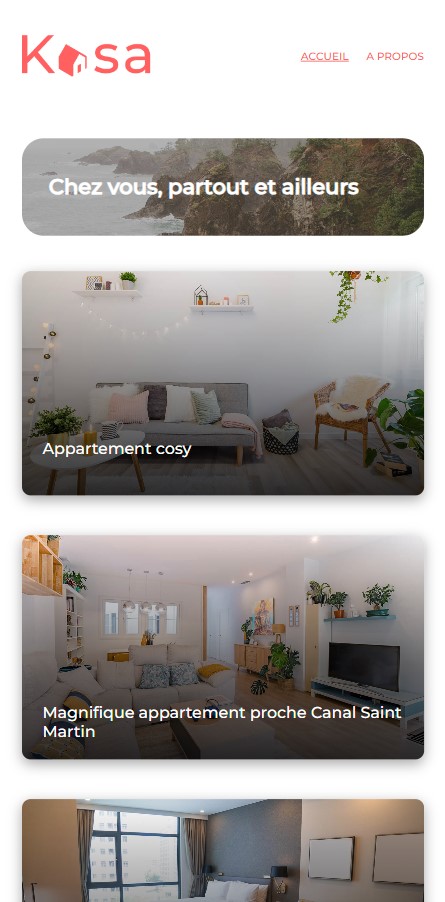 Kasa
ACCUEIL A PROPOS
Chez vous, partout et ailleurs
Appartement cosy
Magnifique appartement proche Canal Saint
Martin